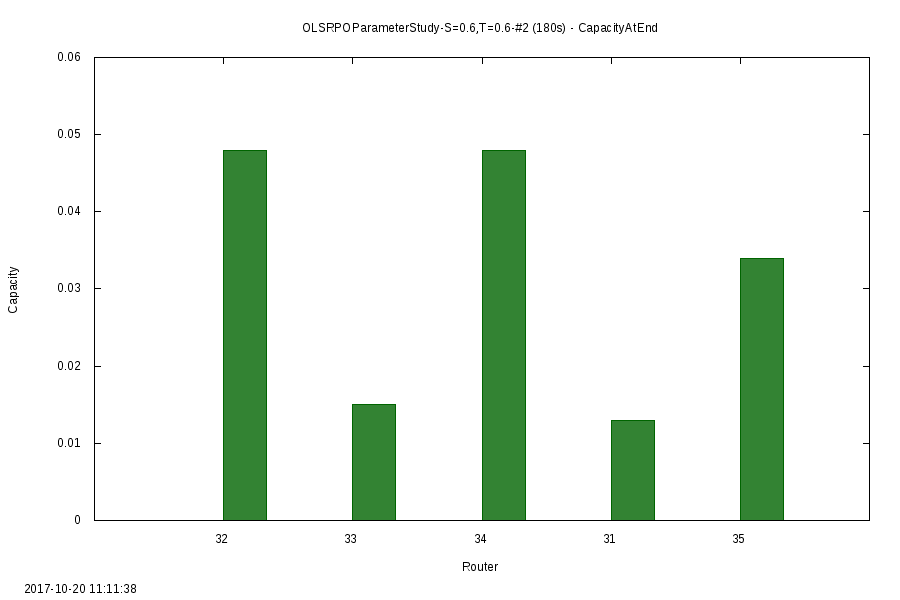 OLSRPOParameterStudy-S=0.6,T=0.6-#2 (180s) - CapacityAtEnd
0.06
0.05
0.04
0.03
0.02
0.01
0
Capacity
32 33 34 31 35
Router
2017-10-20 11:11:38